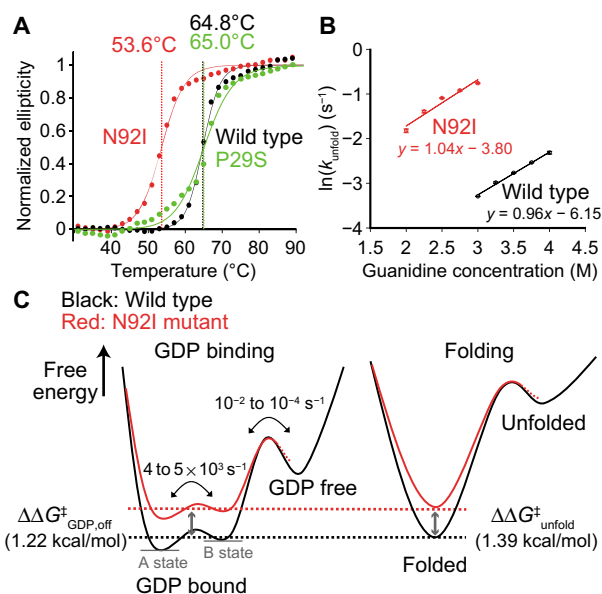 A
64.8°C
53.6°C
65.0°C
Normalized ellipticity
1
0.8
0.6
0.4
0.2
0
N92I
Wild type
P29S
40
50
60
70
80
90
Temperature (°C)
B
ln(k_unfold) (s⁻¹)
0
−1
−2
−3
−4
N92I
y = 1.04x − 3.80
Wild type
y = 0.96x − 6.15
1.5
2
2.5
3
3.5
4
4.5
Guanidine concentration (M)
C
Black: Wild type
Red: N92I mutant
Free
energy
GDP binding
10⁻² to 10⁻⁴ s⁻¹
4 to 5 × 10³ s⁻¹
GDP free
ΔΔG‡GDP,off
(1.22 kcal/mol)
A state
B state
GDP bound
Folding
Unfolded
ΔΔG‡unfold
(1.39 kcal/mol)
Folded